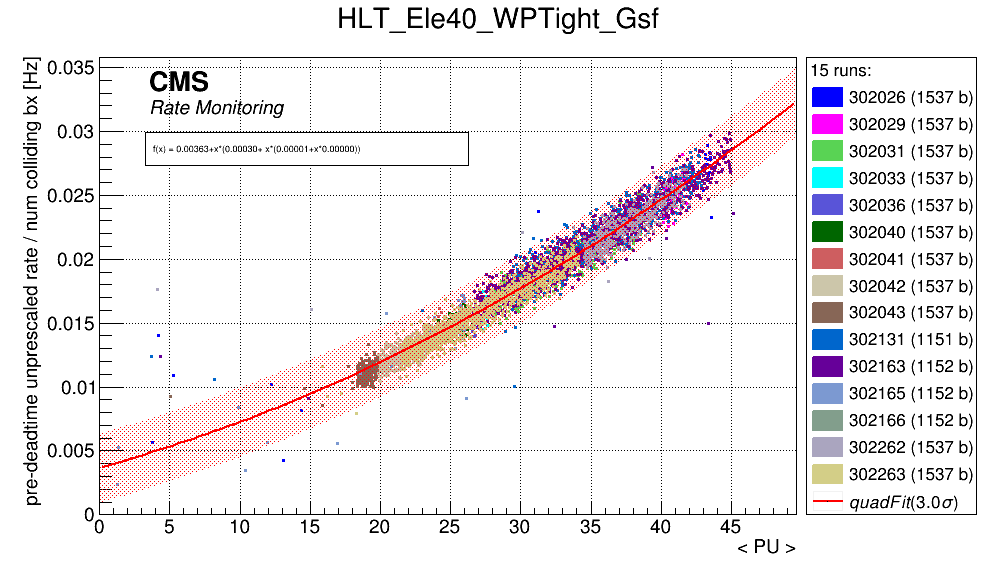 HLT_Ele40_WPTight_Gsf
pre-deadtime unprescaled rate / num colliding bx [Hz]
0.035
0.03
0.025
0.02
0.015
0.01
0.005
0
CMS
Rate Monitoring
f(x) = 0.00363+x*(0.00030+ x*(0.00001+x*0.00000))
0 5 10 15 20 25 30 35 40 45
< PU >
15 runs:
302026 (1537 b)
302029 (1537 b)
302031 (1537 b)
302033 (1537 b)
302036 (1537 b)
302040 (1537 b)
302041 (1537 b)
302042 (1537 b)
302043 (1537 b)
302131 (1151 b)
302163 (1152 b)
302165 (1152 b)
302166 (1152 b)
302262 (1537 b)
302263 (1537 b)
quadFit(3.0σ)